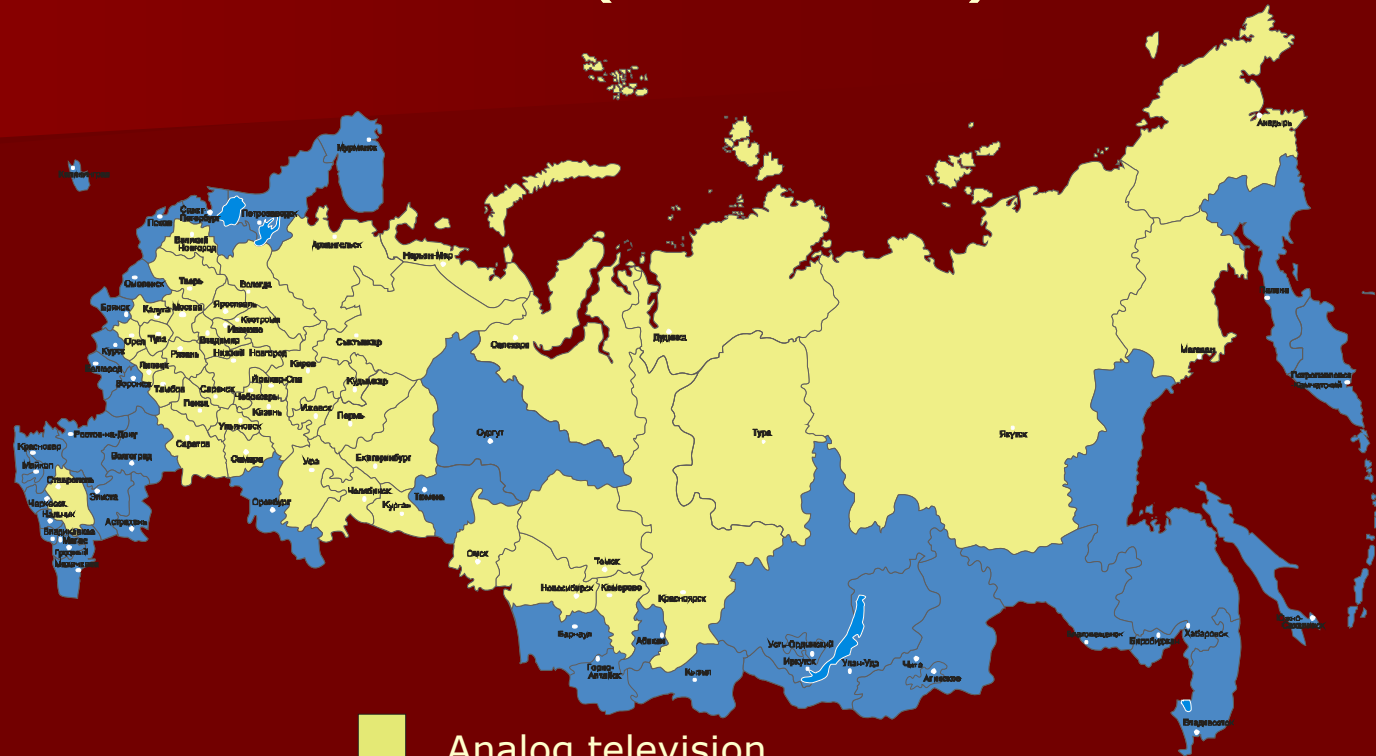 Анадырь
Мурманск
Санкт
Петербург
Петрозаводск
Псков
Великий
Новгород
Архангельск
Нарьян-Мар
Смоленск
Тверь
Вологда
Брянск
Калуга
Москва
Ярославль
Кострома
Иваново
Владимир
Орел
Тула
Рязань
Нижний Новгород
Сыктывкар
Салехард
Дудинка
Магадан
Палана
Курск
Липецк
Киров
Белгород
Воронеж
Тамбов
Саранск
Йошкар-Ола
Чебоксары
Кудымкар
Петропавловск
Камчатский
Пенза
Казань
Ижевск
Пермь
Ульяновск
Саратов
Самара
Уфа
Екатеринбург
Сургут
Тура
Якутск
Ростов-на-Дону
Краснодар
Волгоград
Майкоп
Ставрополь
Элиста
Черкесск
Нальчик
Астрахань
Владикавказ
Магас
Грозный
Махачкала
Оренбург
Челябинск
Курган
Тюмень
Омск
Томск
Новосибирск
Кемерово
Красноярск
Барнаул
Абакан
Горно-
Алтайск
Кызыл
Усть-Ордынский
Иркутск
Улан-Удэ
Чита
Агинское
Благовещенск
Биробиджан
Хабаровск
Владивосток
Analog television